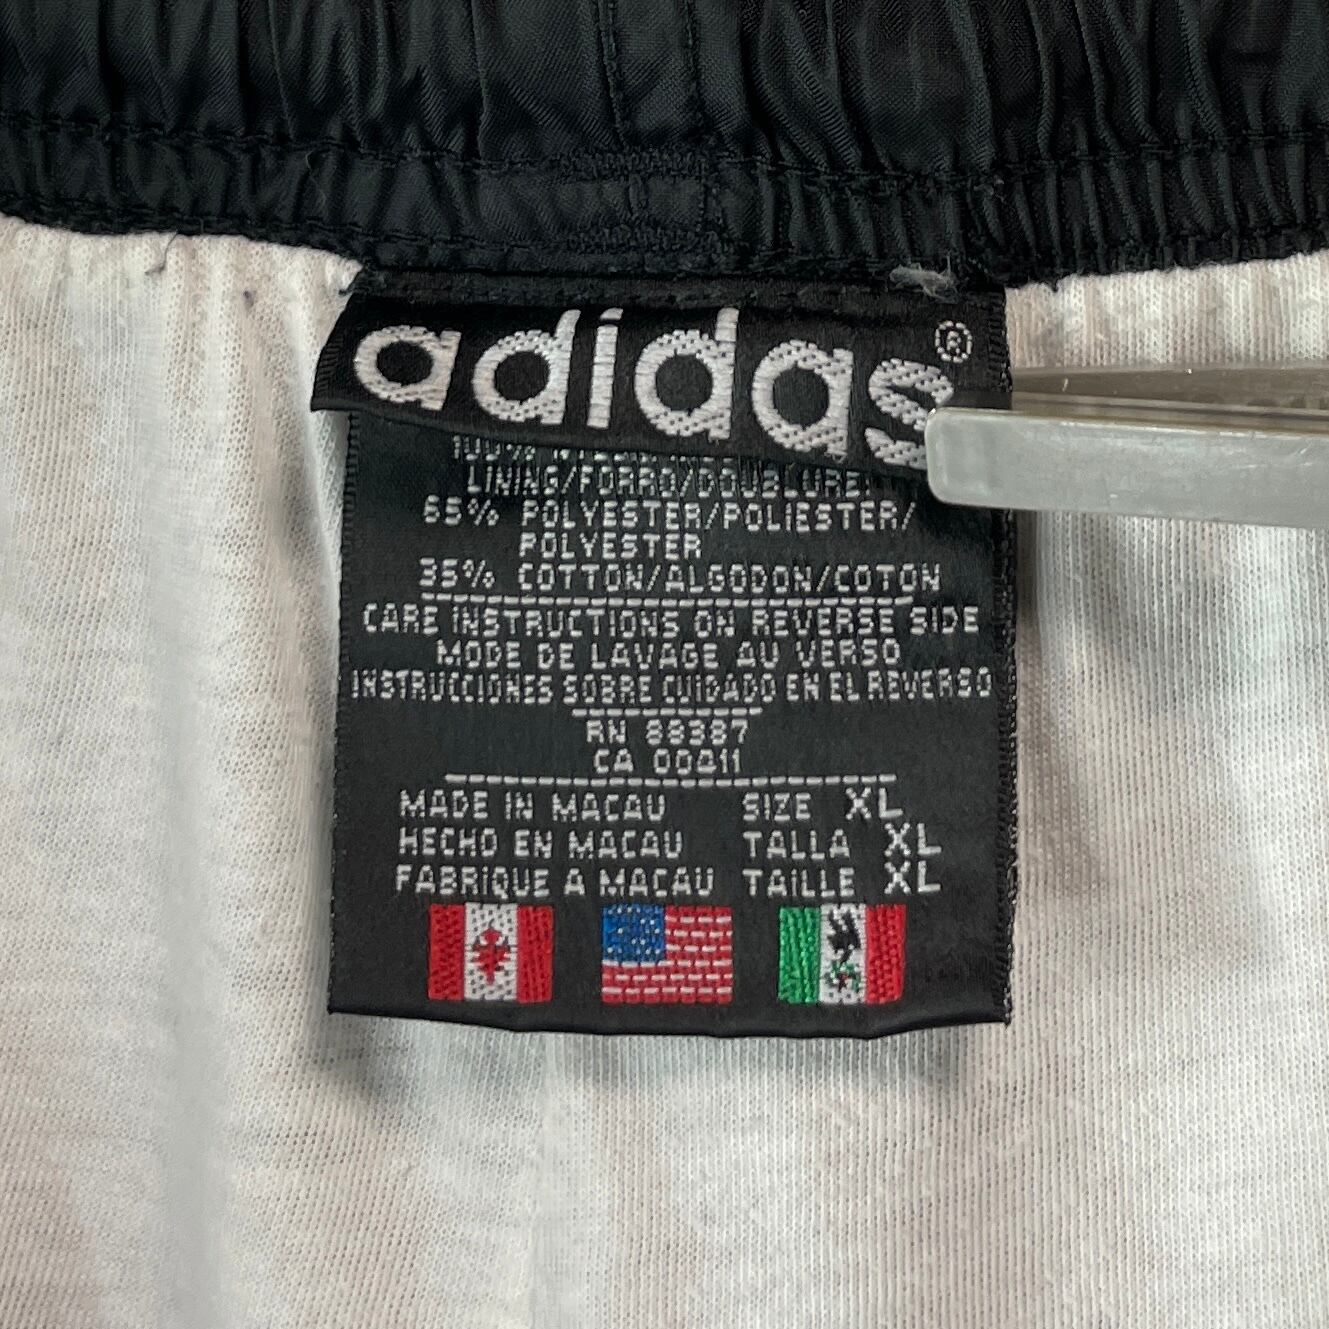 adidas®
100%
LINING/FORRO/DOUBLURE:
65% POLYESTER/POLIESTER/
POLYESTER
35% COTTON/ALGODON/COTON
CARE INSTRUCTIONS ON REVERSE SIDE
MODE DE LAVAGE AU VERSO
INSTRUCCIONES SOBRE CUIDADO EN EL REVERSO
RN 88387
CA 00411
MADE IN MACAU SIZE XL
HECHO EN MACAU TALLA XL
FABRIQUE A MACAU TAILLE XL